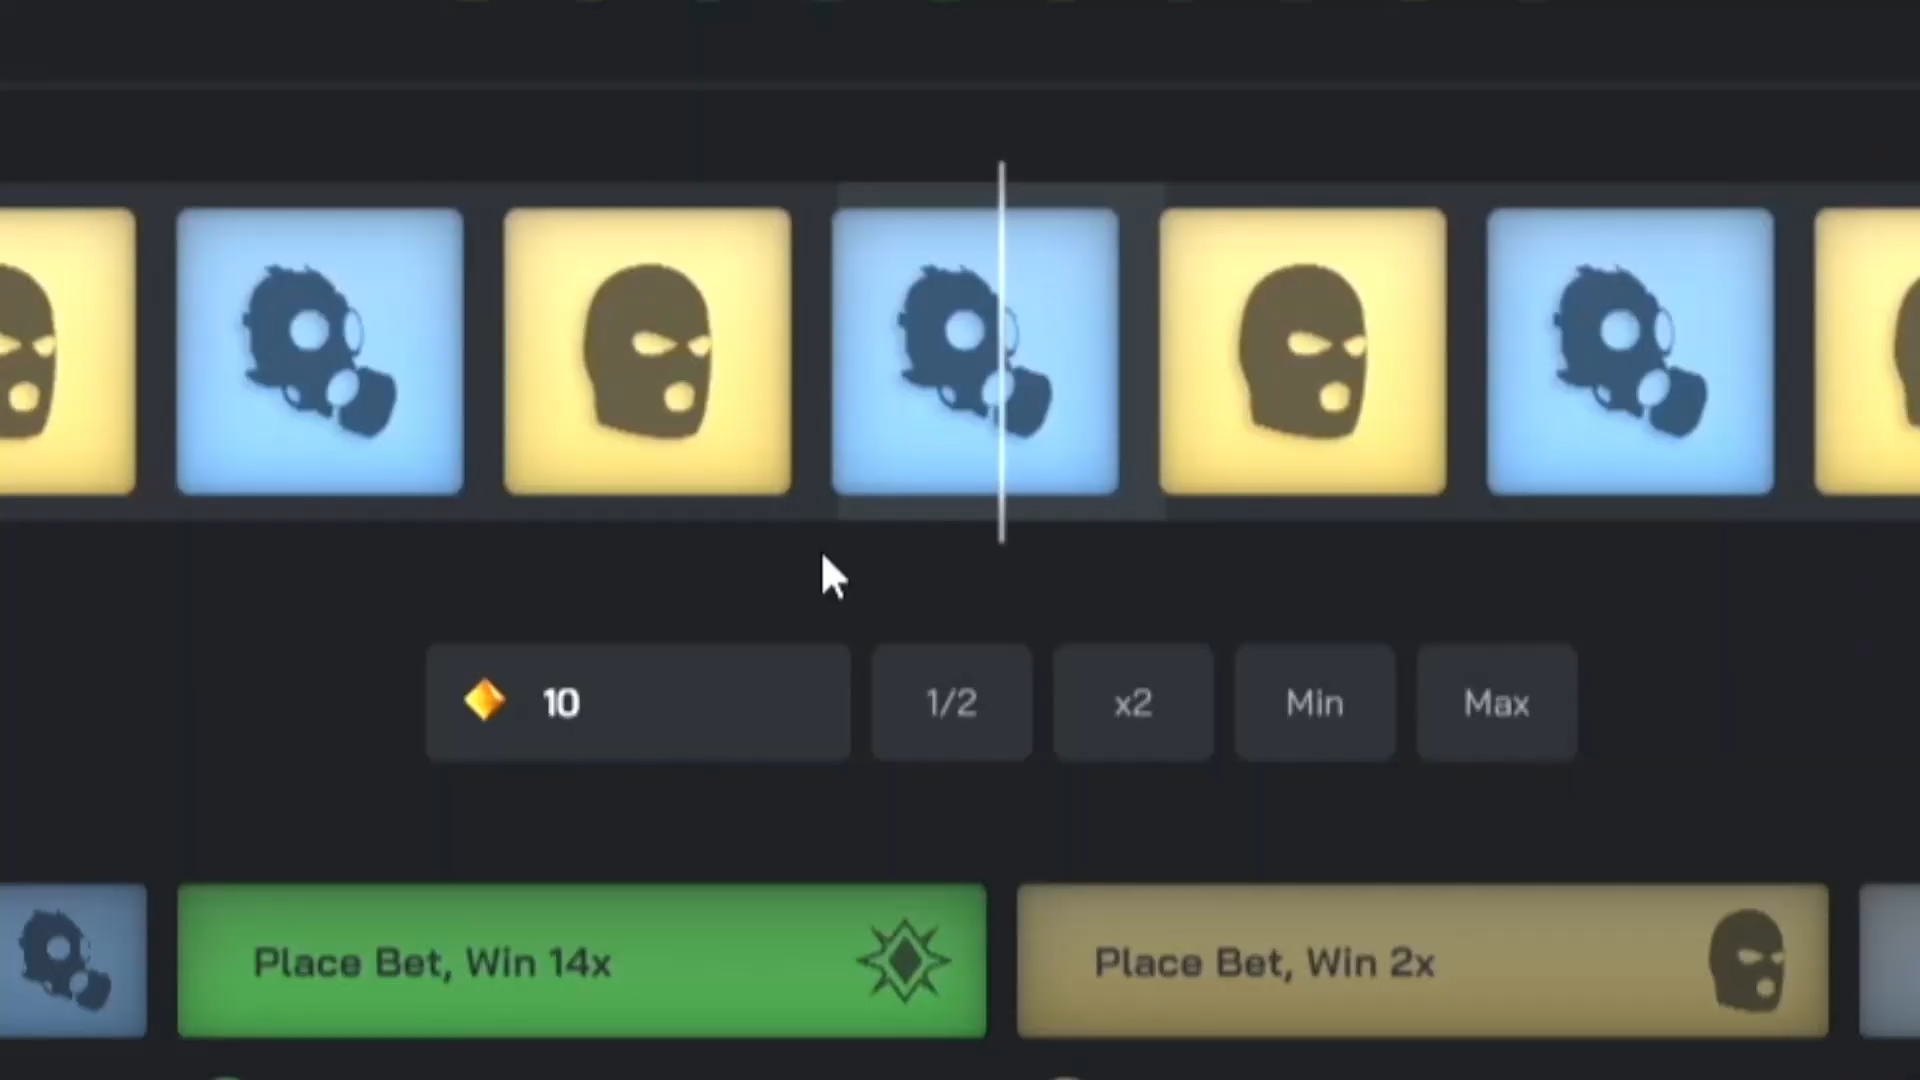 10
1/2
x2
Min
Max
Place Bet, Win 14x
Place Bet, Win 2x